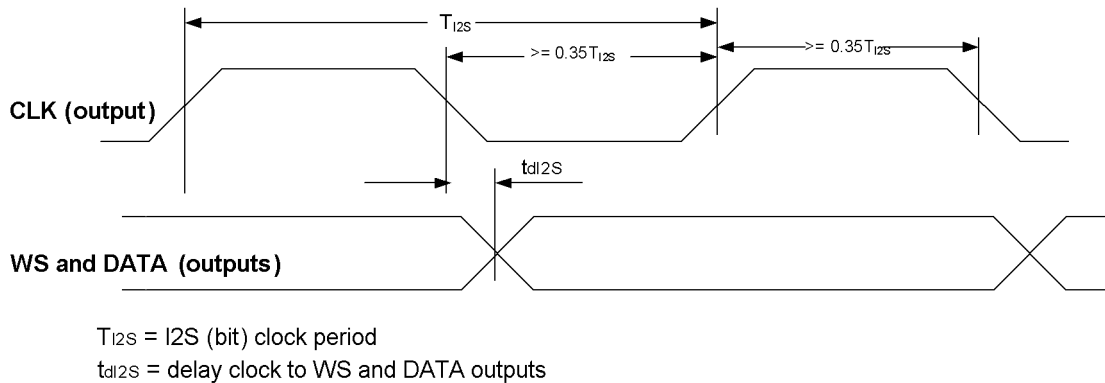 TI2S
>= 0.35TI2S
>= 0.35TI2S
CLK (output)
tdI2S
WS and DATA (outputs)
TI2S = I2S (bit) clock period
tdI2S = delay clock to WS and DATA outputs